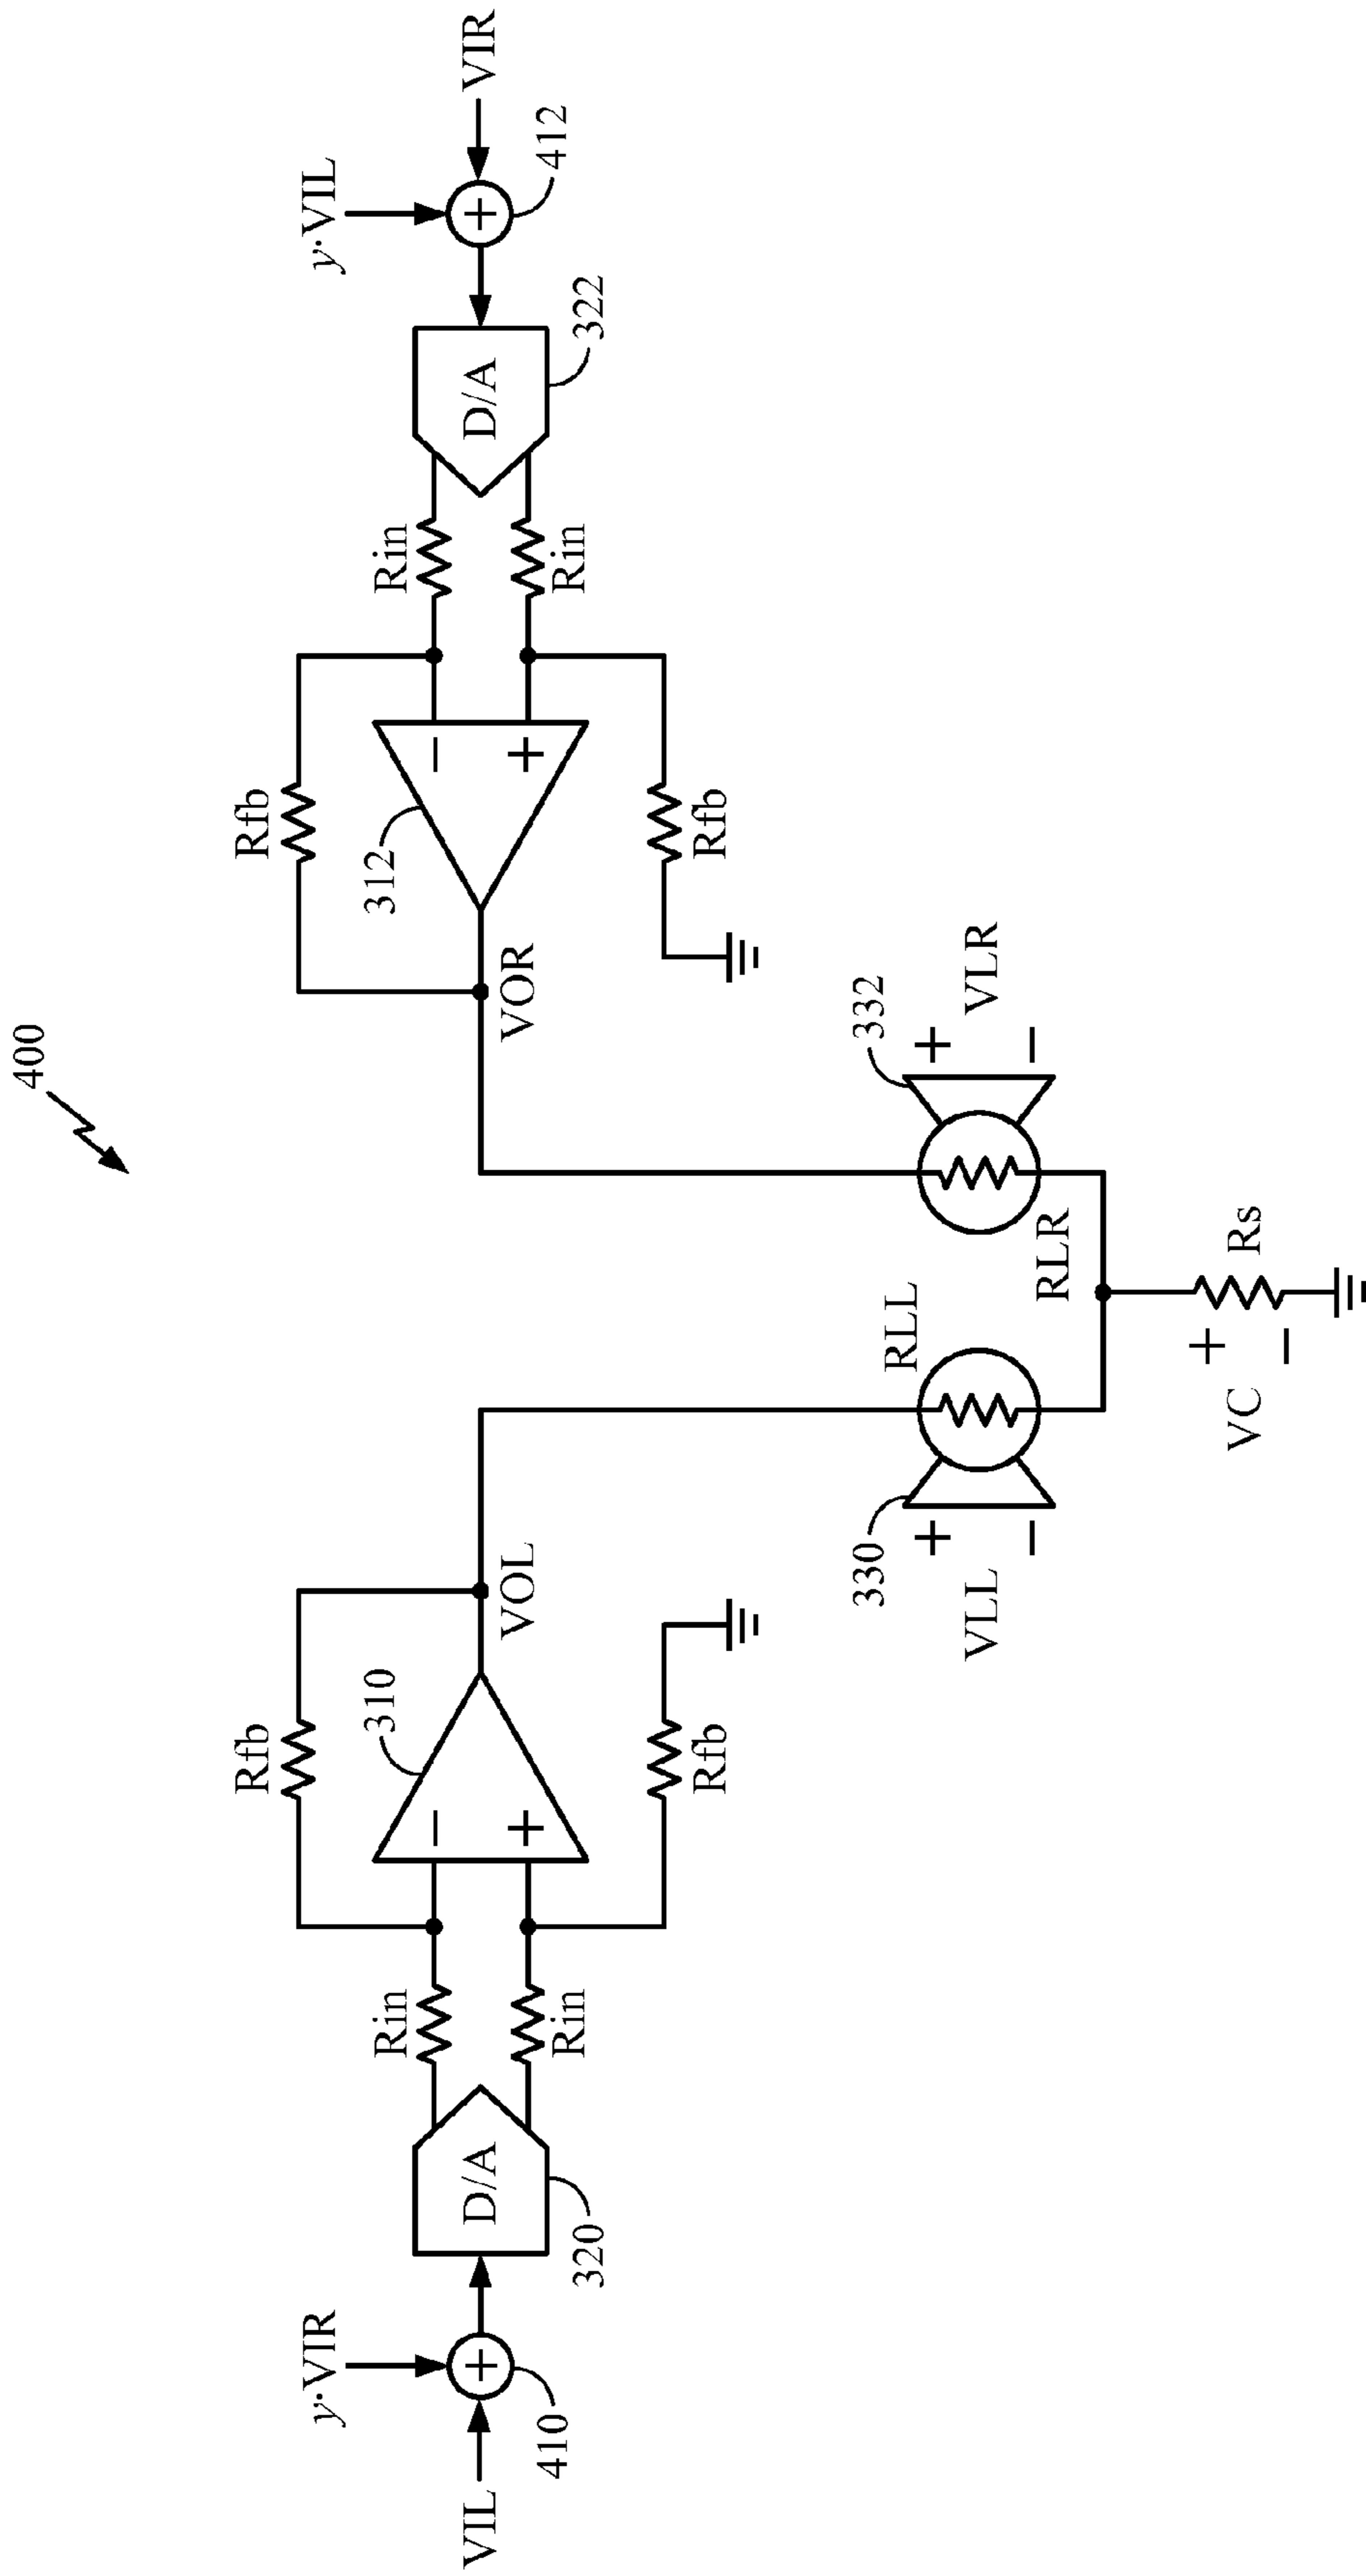 400
y·VIR
VIL
410
D/A
320
Rin
Rin
Rfb
−
+
310
Rfb
VOL
VOR
Rfb
312
−
+
Rfb
Rin
Rin
D/A
322
y·VIL
VIR
412
+
+
330
+
−
VLL
RLL
RLR
332
+
−
VLR
VC
+
−
Rs